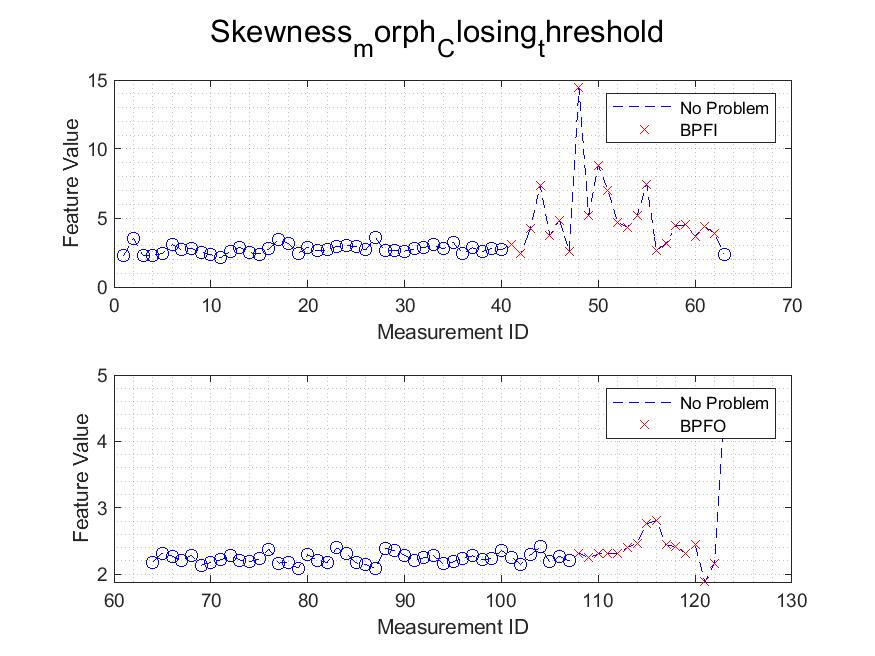 Skewness_morph_Closing_threshold
15
10
5
0
Feature Value
No Problem
BPFI
0 10 20 30 40 50 60 70
Measurement ID
5
4
3
2
Feature Value
No Problem
BPFO
60 70 80 90 100 110 120 130
Measurement ID